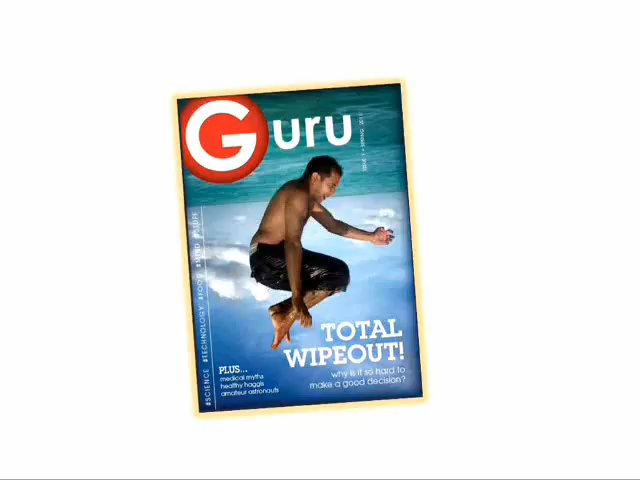 Guru
TOTAL
WIPEOUT!
why is it so hard to
make a good decision?
PLUS...
medical myths
healthy haggis
amateur astronauts
#SCIENCE #TECHNOLOGY #FOOD #MIND